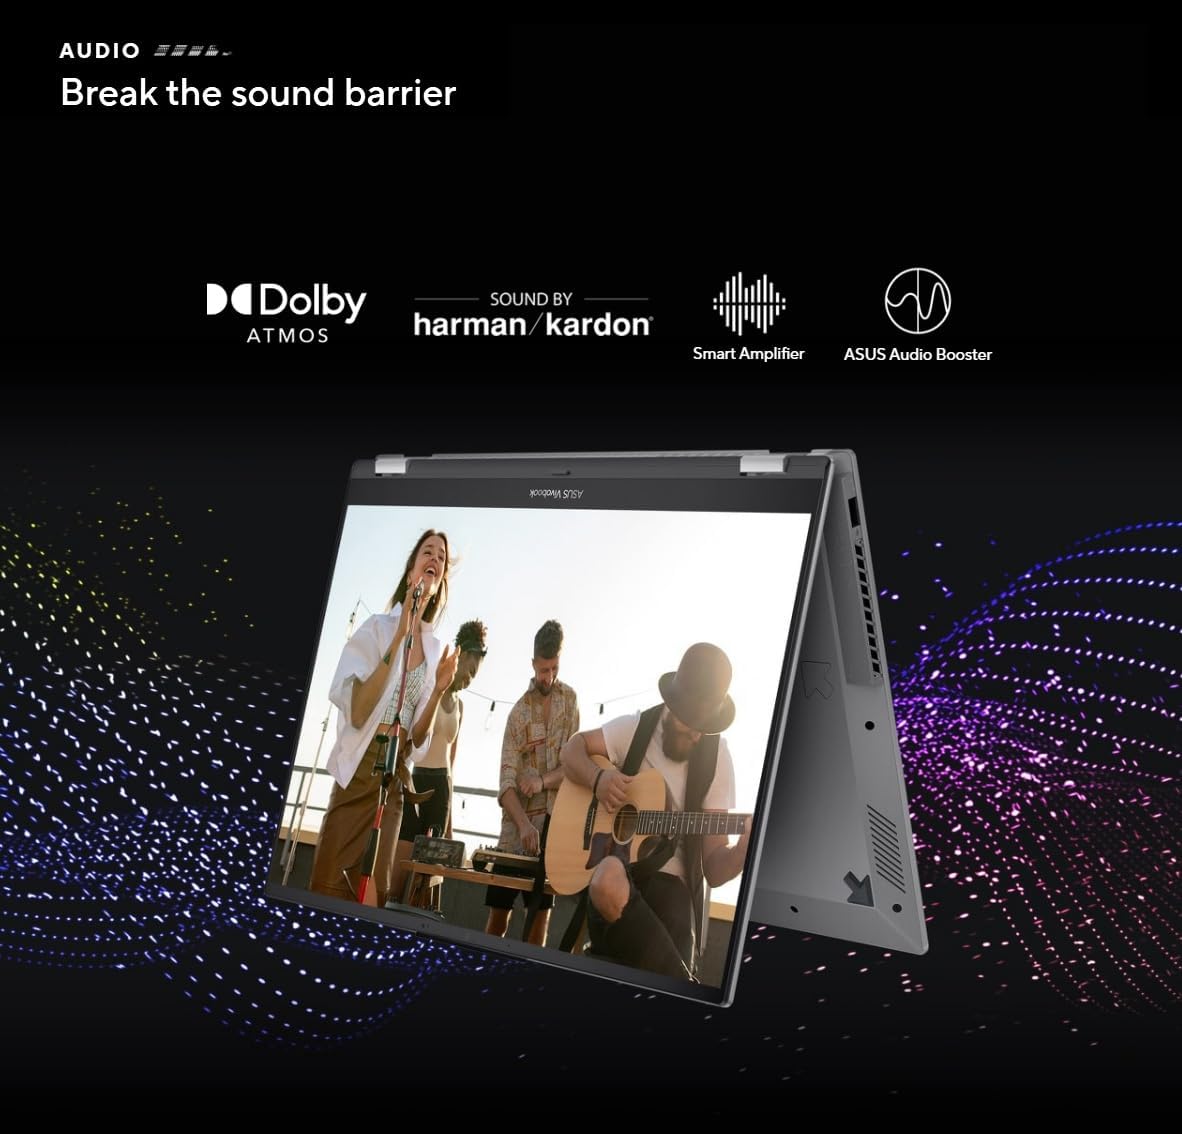 AUDIO
Break the sound barrier
Dolby
ATMOS
SOUND BY
harman/kardon
Smart Amplifier
ASUS Audio Booster
ASUS Vivobook